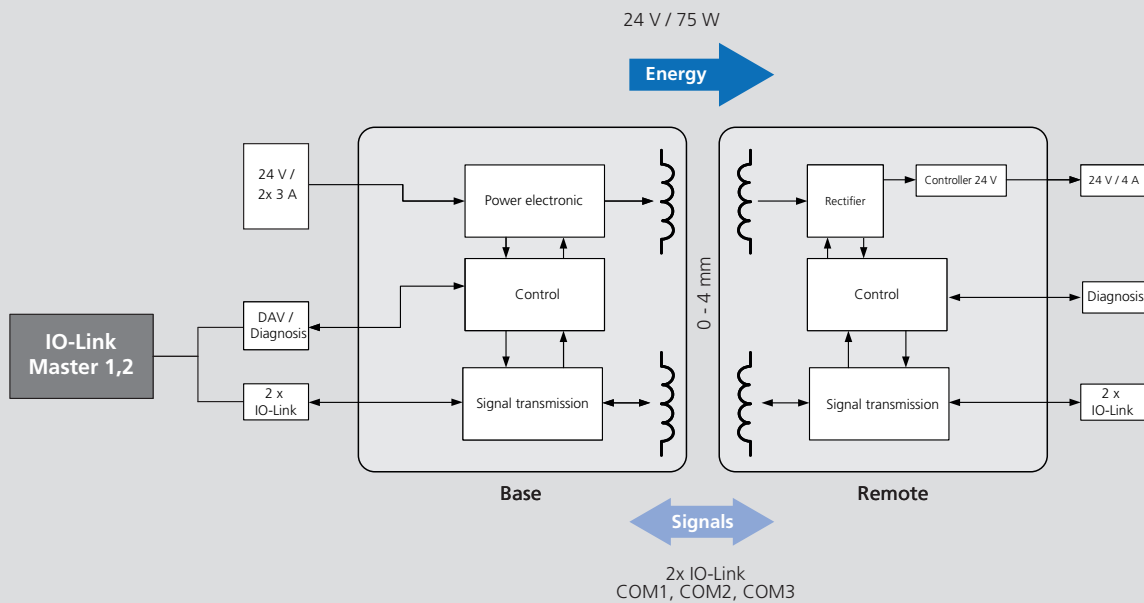 24 V / 75 W
Energy
24 V /
2x 3 A
Power electronic
Rectifier
Controller 24 V
24 V / 4 A
0 - 4 mm
Control
Control
DAV /
Diagnosis
Diagnosis
IO-Link
Master 1,2
2 x
IO-Link
Signal transmission
Signal transmission
2 x
IO-Link
Base
Remote
Signals
2x IO-Link
COM1, COM2, COM3